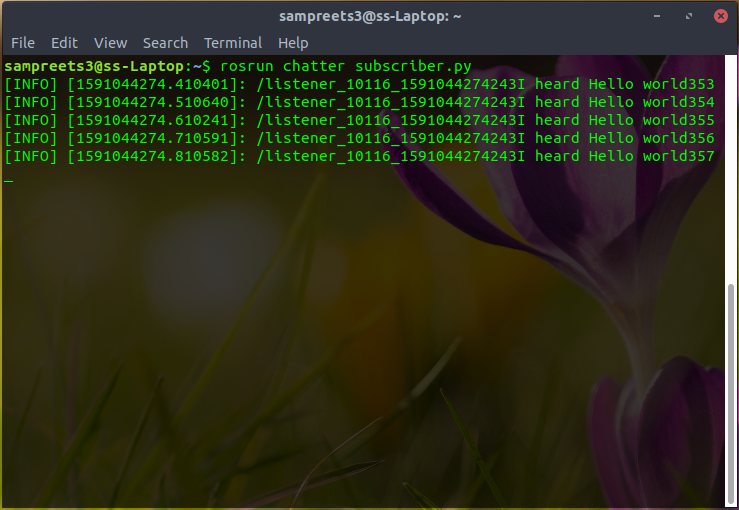 sampreets3@ss-Laptop: ~
File Edit View Search Terminal Help
sampreets3@ss-Laptop:~$ rosrun chatter subscriber.py
[INFO] [1591044274.410401]: /listener_10116_1591044274243I heard Hello world353
[INFO] [1591044274.510640]: /listener_10116_1591044274243I heard Hello world354
[INFO] [1591044274.610241]: /listener_10116_1591044274243I heard Hello world355
[INFO] [1591044274.710591]: /listener_10116_1591044274243I heard Hello world356
[INFO] [1591044274.810582]: /listener_10116_1591044274243I heard Hello world357